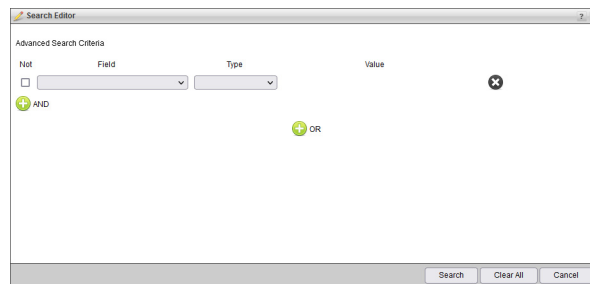 Search Editor ?
Advanced Search Criteria
Not Field Type Value
AND
OR
Search Clear All Cancel